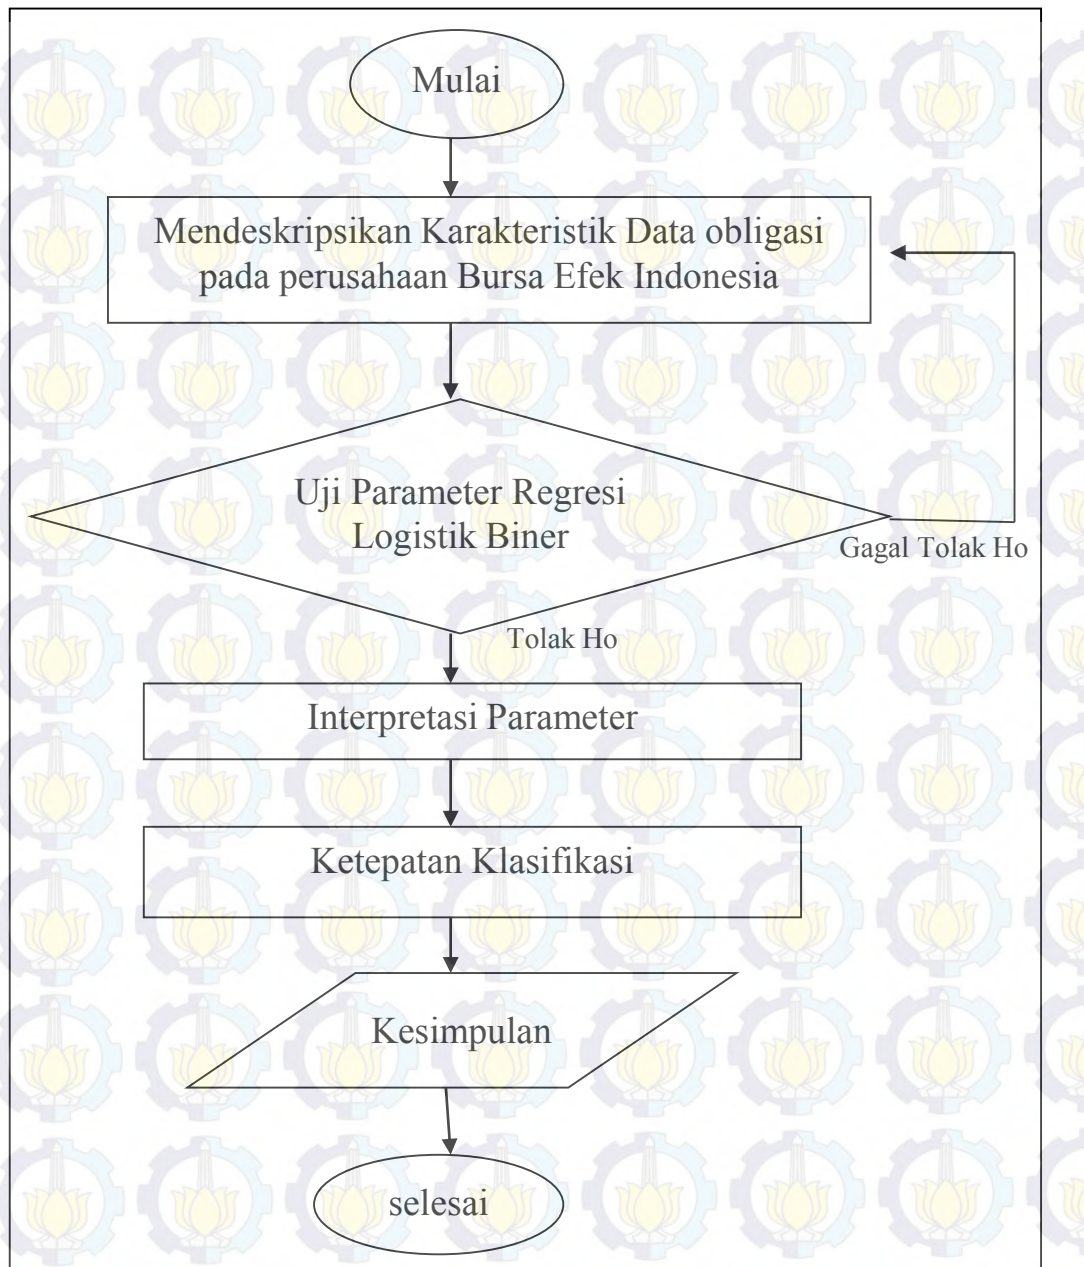 Mulai
Mendeskripsikan Karakteristik Data obligasi
pada perusahaan Bursa Efek Indonesia
Uji Parameter Regresi
Logistik Biner
Gagal Tolak Ho
Tolak Ho
Interpretasi Parameter
Ketepatan Klasifikasi
Kesimpulan
selesai